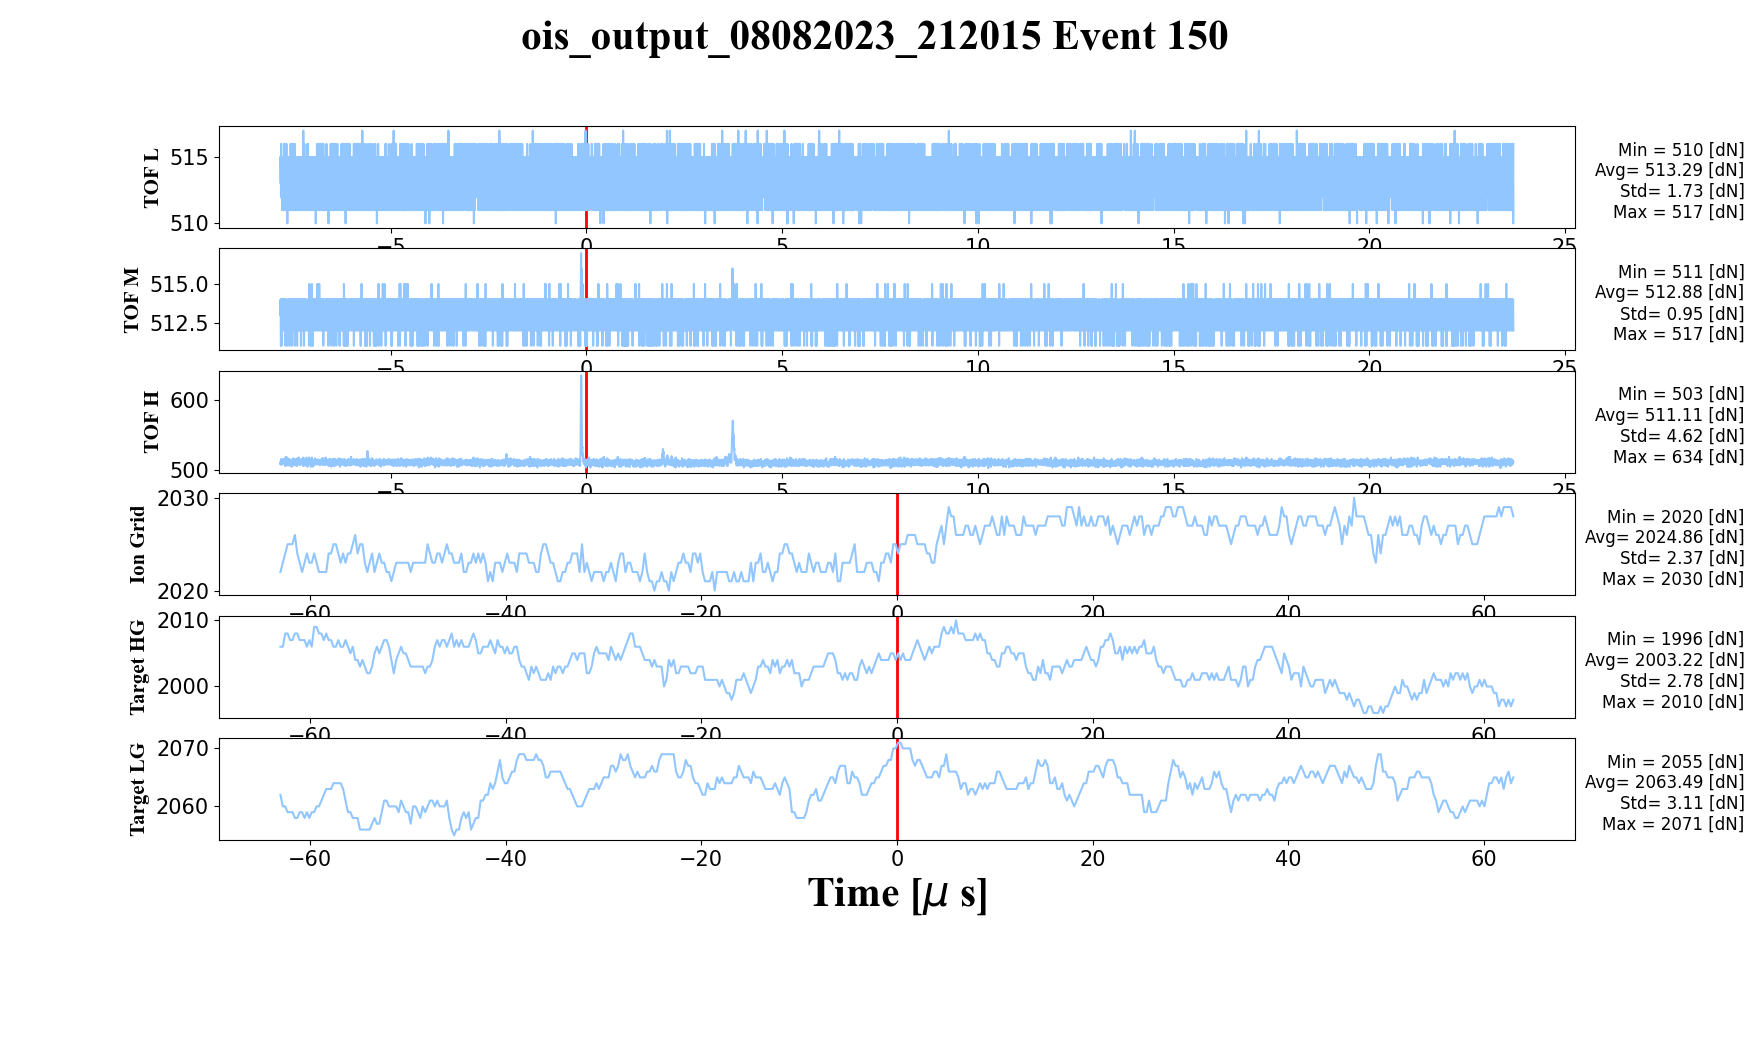 ois_output_08082023_212015 Event 150
TOF L
515
510
Min = 510 [dN]
Avg= 513.29 [dN]
Std= 1.73 [dN]
Max = 517 [dN]
−5 0 5 10 15 20 25
TOF M
515.0
512.5
Min = 511 [dN]
Avg= 512.88 [dN]
Std= 0.95 [dN]
Max = 517 [dN]
−5 0 5 10 15 20 25
TOF H
600
500
Min = 503 [dN]
Avg= 511.11 [dN]
Std= 4.62 [dN]
Max = 634 [dN]
−5 0 5 10 15 20 25
Ion Grid
2030
2020
Min = 2020 [dN]
Avg= 2024.86 [dN]
Std= 2.37 [dN]
Max = 2030 [dN]
−60 −40 −20 0 20 40 60
Target HG
2010
2000
Min = 1996 [dN]
Avg= 2003.22 [dN]
Std= 2.78 [dN]
Max = 2010 [dN]
−60 −40 −20 0 20 40 60
Target LG
2070
2060
Min = 2055 [dN]
Avg= 2063.49 [dN]
Std= 3.11 [dN]
Max = 2071 [dN]
−60 −40 −20 0 20 40 60
Time [μ s]